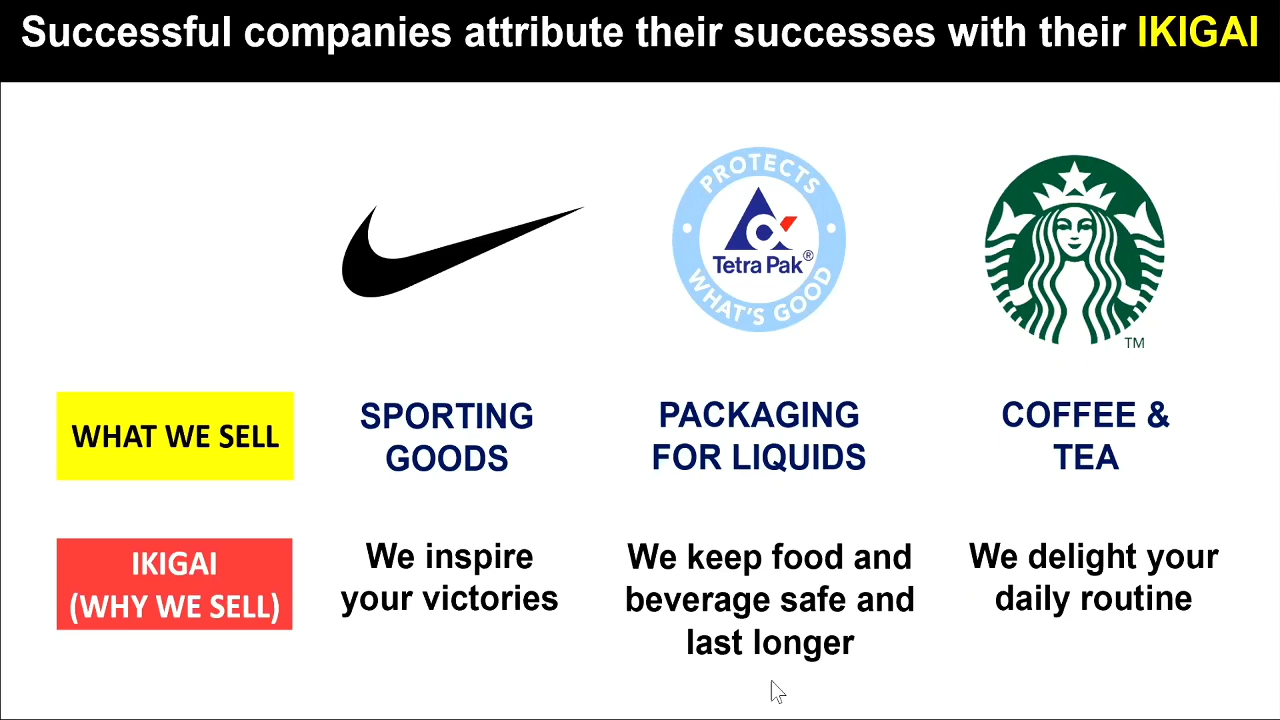 Successful companies attribute their successes with their IKIGAI
PROTECTS
Tetra Pak®
WHAT'S GOOD
TM
WHAT WE SELL
SPORTING
GOODS
PACKAGING
FOR LIQUIDS
COFFEE &
TEA
IKIGAI
(WHY WE SELL)
We inspire
your victories
We keep food and
beverage safe and
last longer
We delight your
daily routine